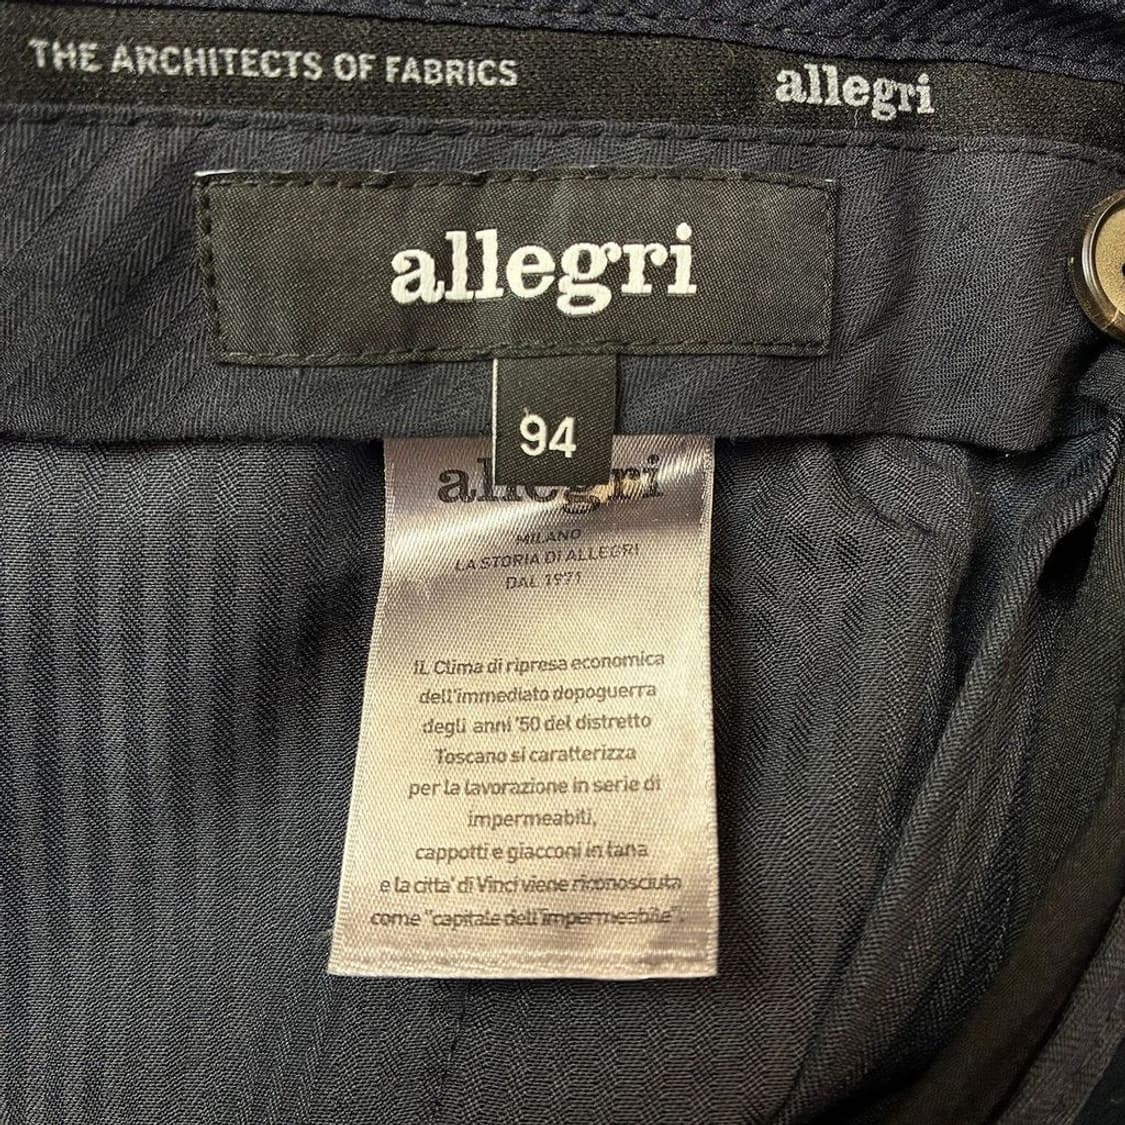 THE ARCHITECTS OF FABRICS
allegri
allegri
94
allegri
MILANO
LA STORIA DI ALLEGRI
DAL 1971
IL Clima di ripresa economica
dell'immediato dopoguerra
degli anni '50 del distretto
Toscano si caratterizza
per la lavorazione in serie di
impermeabili,
cappotti e giacconi in lana
e la citta' di Vinci viene riconosciuta
come "capitale dell'impermeabile".